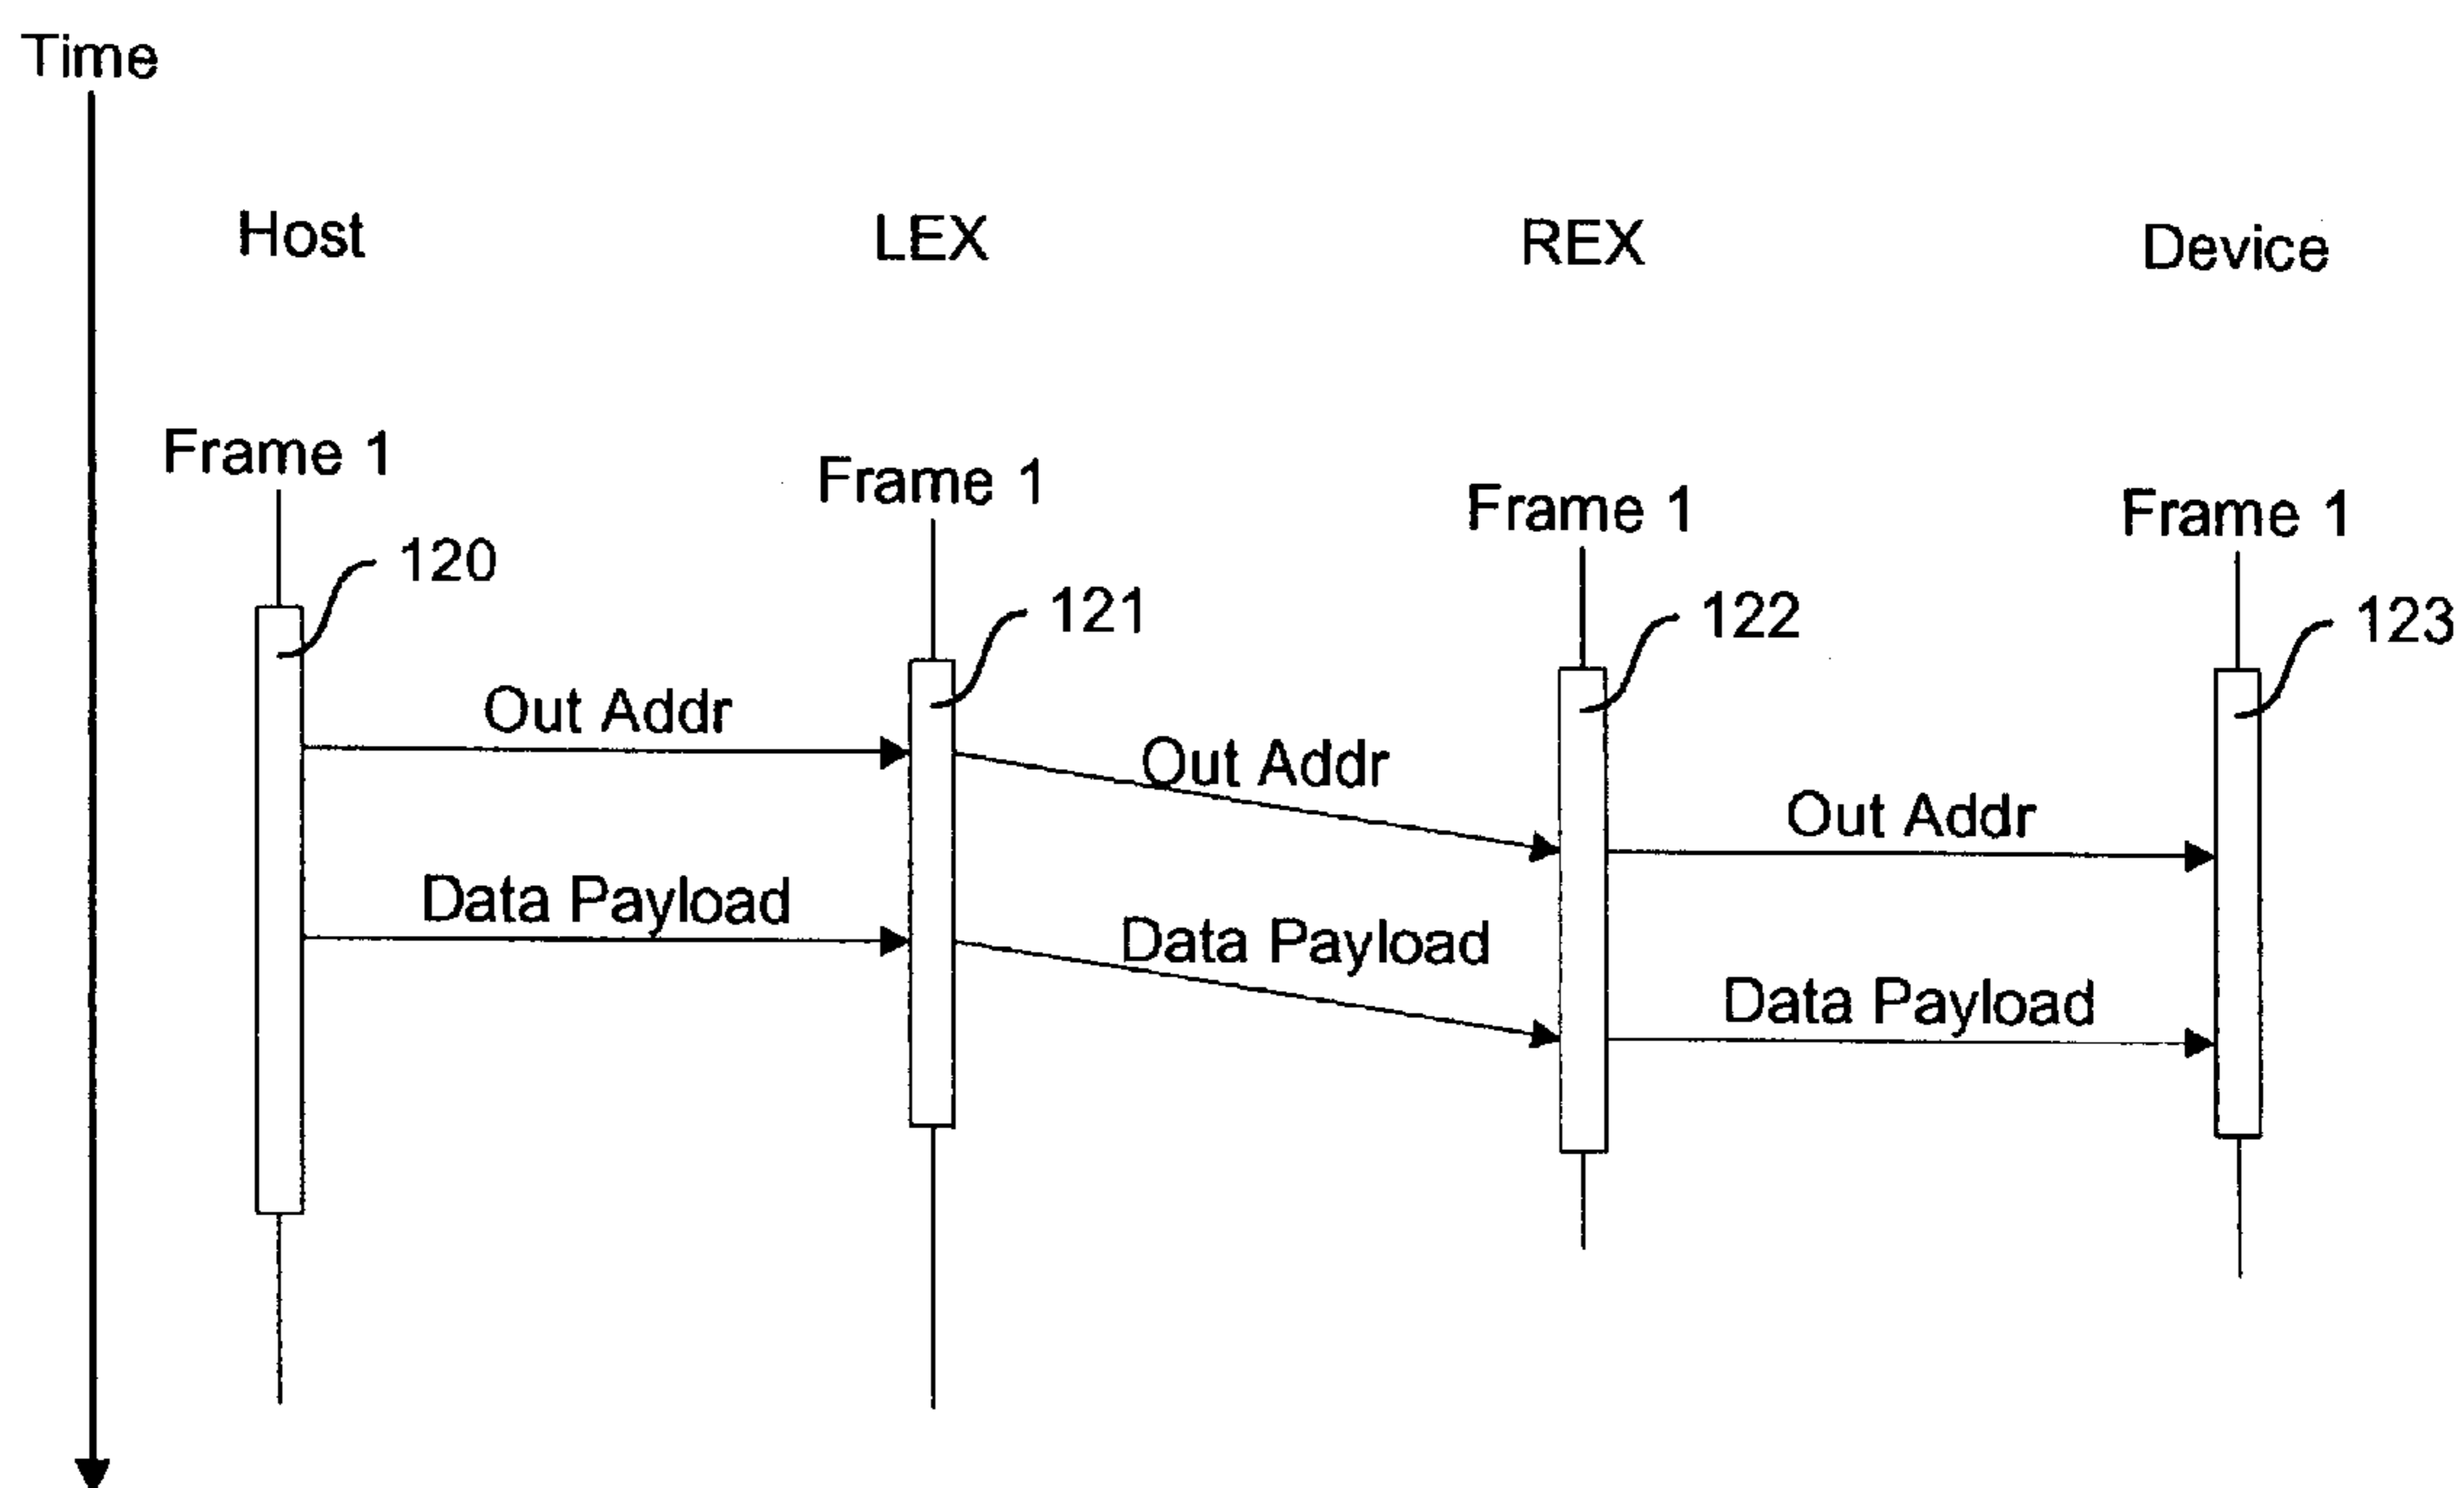 Time
Host
LEX
REX
Device
Frame 1
Frame 1
Frame 1
Frame 1
120
121
122
123
Out Addr
Out Addr
Out Addr
Data Payload
Data Payload
Data Payload